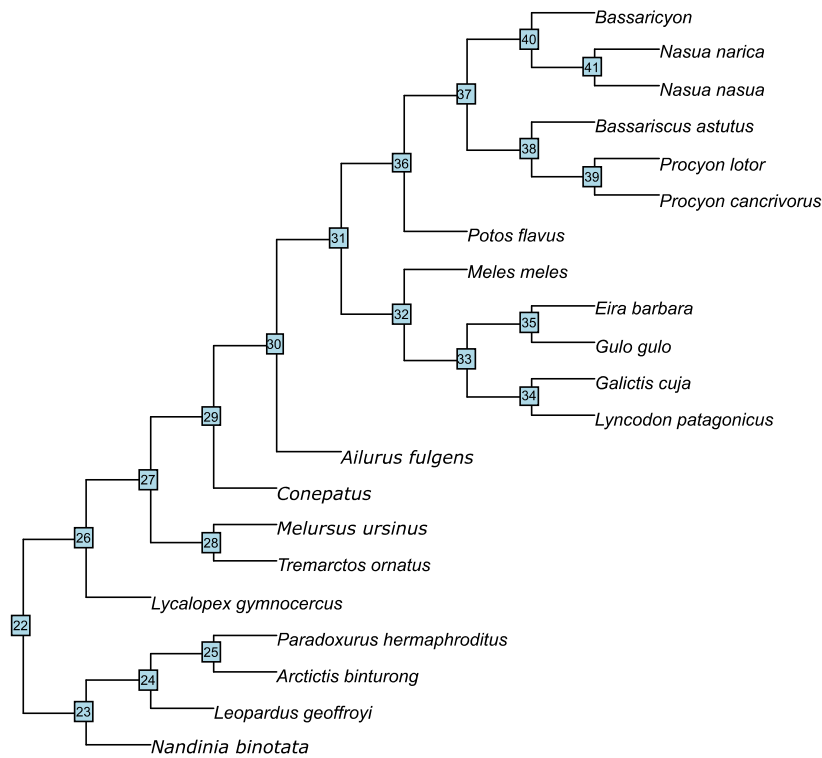 Bassaricyon
40
Nasua narica
41
Nasua nasua
37
Bassariscus astutus
38
Procyon lotor
36
39
Procyon cancrivorus
Potos flavus
31
Meles meles
Eira barbara
32
35
Gulo gulo
30
33
Galictis cuja
34
29
Lyncodon patagonicus
Ailurus fulgens
27
Conepatus
Melursus ursinus
26
28
Tremarctos ornatus
Lycalopex gymnocercus
22
Paradoxurus hermaphroditus
25
24
Arctictis binturong
23
Leopardus geoffroyi
Nandinia binotata